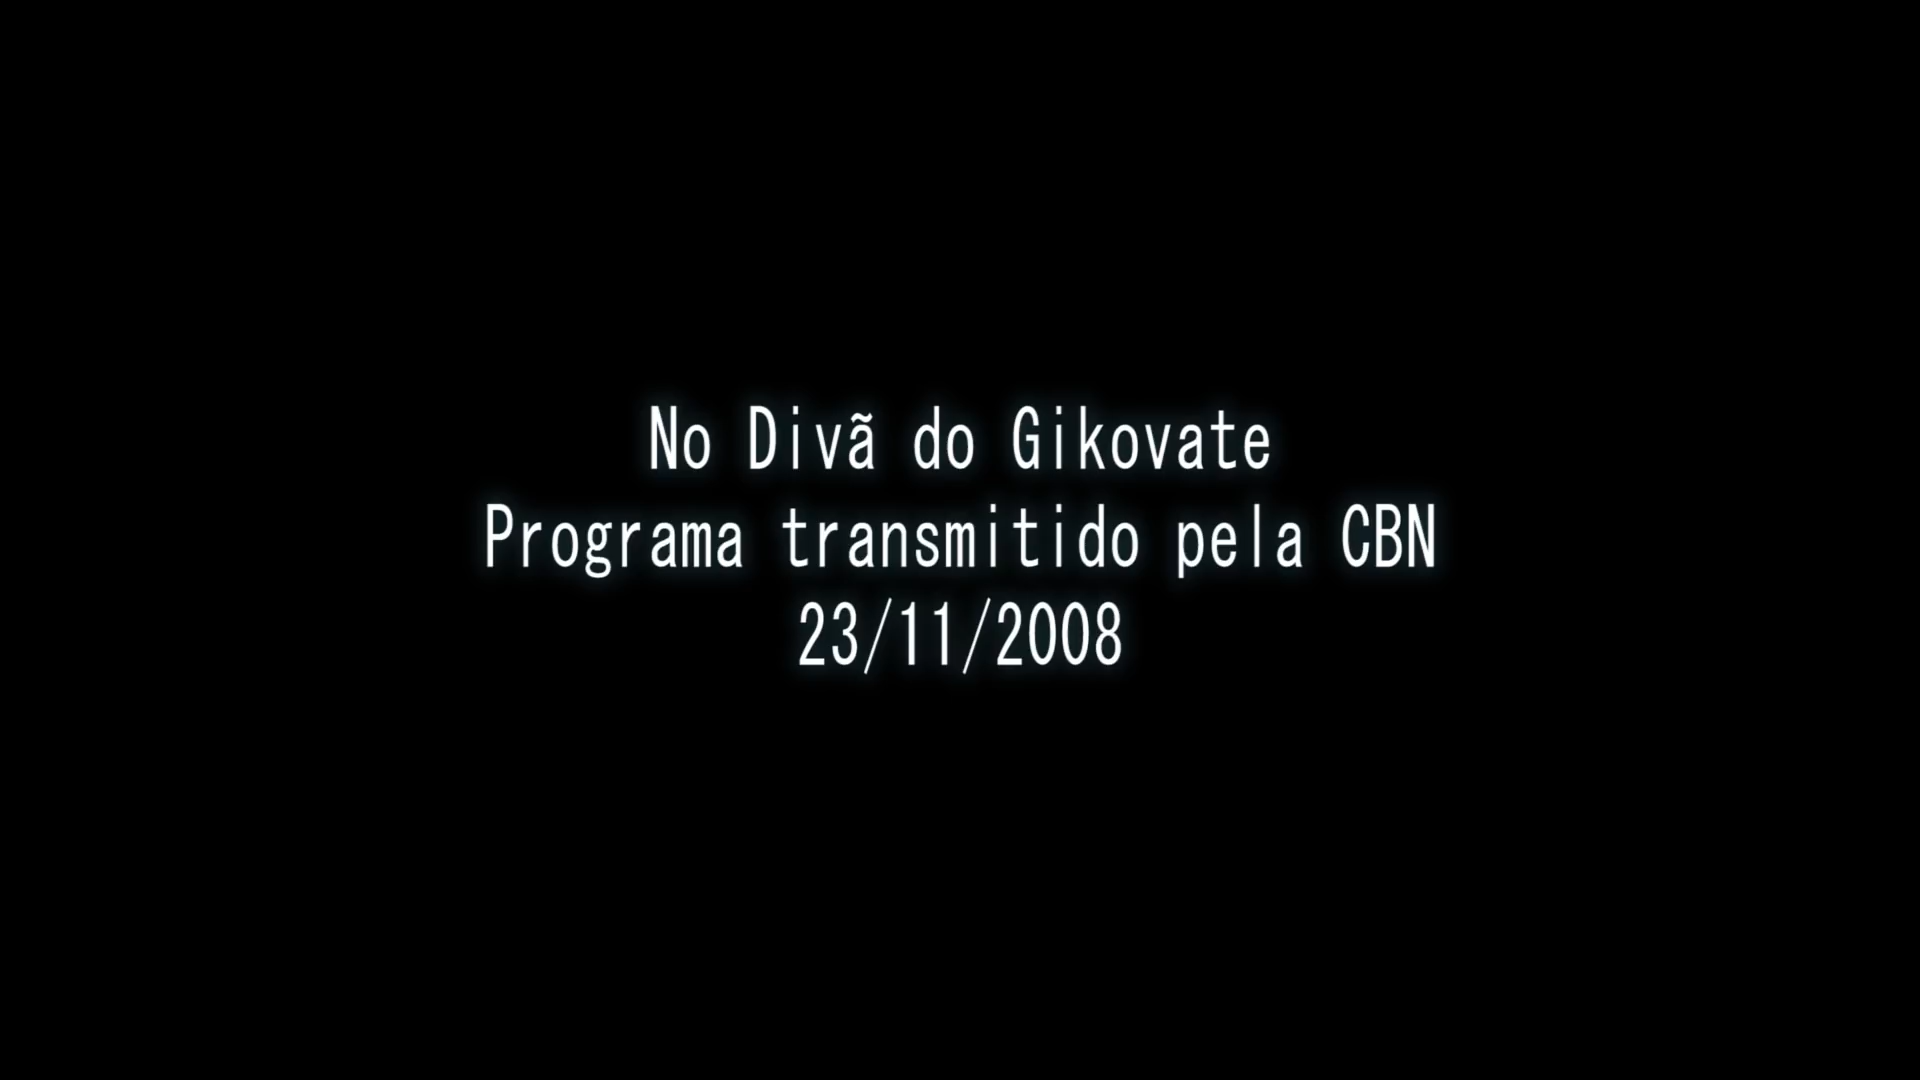 No Divã do Gikovate
Programa transmitido pela CBN
23/11/2008